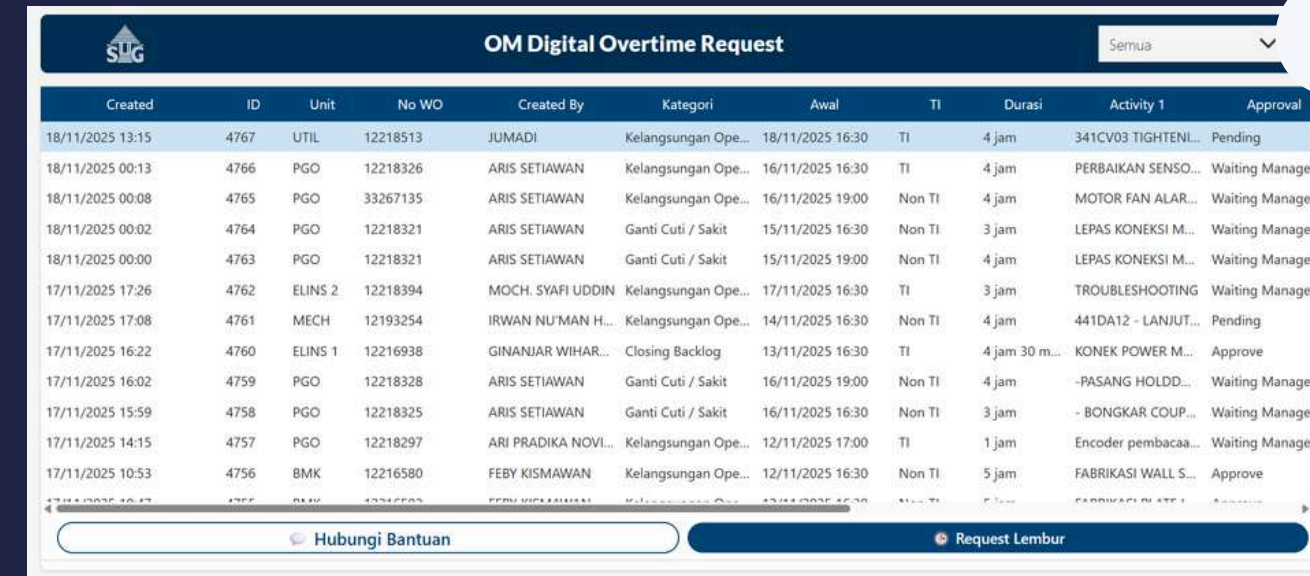 SIG
OM Digital Overtime Request
Semua
Created ID Unit No WO Created By Kategori Awal TI Durasi Activity 1 Approval
18/11/2025 13:15 4767 UTIL 12218513 JUMADI Kelangsungan Ope... 18/11/2025 16:30 TI 4 jam 341CV03 TIGHTENI... Pending
18/11/2025 00:13 4766 PGO 12218326 ARIS SETIAWAN Kelangsungan Ope... 16/11/2025 16:30 TI 4 jam PERBAIKAN SENSO... Waiting Manage
18/11/2025 00:08 4765 PGO 33267135 ARIS SETIAWAN Kelangsungan Ope... 16/11/2025 19:00 Non TI 4 jam MOTOR FAN ALAR... Waiting Manage
18/11/2025 00:02 4764 PGO 12218321 ARIS SETIAWAN Ganti Cuti / Sakit 15/11/2025 16:30 Non TI 3 jam LEPAS KONEKSI M... Waiting Manage
18/11/2025 00:00 4763 PGO 12218321 ARIS SETIAWAN Ganti Cuti / Sakit 15/11/2025 19:00 Non TI 4 jam LEPAS KONEKSI M... Waiting Manage
17/11/2025 17:26 4762 ELINS 2 12218394 MOCH. SYAFI UDDIN Kelangsungan Ope... 17/11/2025 16:30 TI 3 jam TROUBLESHOOTING Waiting Manage
17/11/2025 17:08 4761 MECH 12193254 IRWAN NU'MAN H... Kelangsungan Ope... 14/11/2025 16:30 Non TI 4 jam 441DA12 - LANJUT... Pending
17/11/2025 16:22 4760 ELINS 1 12216938 GINANJAR WIHAR... Closing Backlog 13/11/2025 16:30 TI 4 jam 30 m... KONEK POWER M... Approve
17/11/2025 16:02 4759 PGO 12218328 ARIS SETIAWAN Ganti Cuti / Sakit 16/11/2025 19:00 Non TI 4 jam -PASANG HOLDD... Waiting Manage
17/11/2025 15:59 4758 PGO 12218325 ARIS SETIAWAN Ganti Cuti / Sakit 16/11/2025 16:30 Non TI 3 jam - BONGKAR COUP... Waiting Manage
17/11/2025 14:15 4757 PGO 12218297 ARI PRADIKA NOVI... Kelangsungan Ope... 12/11/2025 17:00 TI 1 jam Encoder pembacaa... Waiting Manage
17/11/2025 10:53 4756 BMK 12216580 FEBY KISMAWAN Kelangsungan Ope... 12/11/2025 16:30 Non TI 5 jam FABRIKASI WALL S... Approve
Hubungi Bantuan
Request Lembur